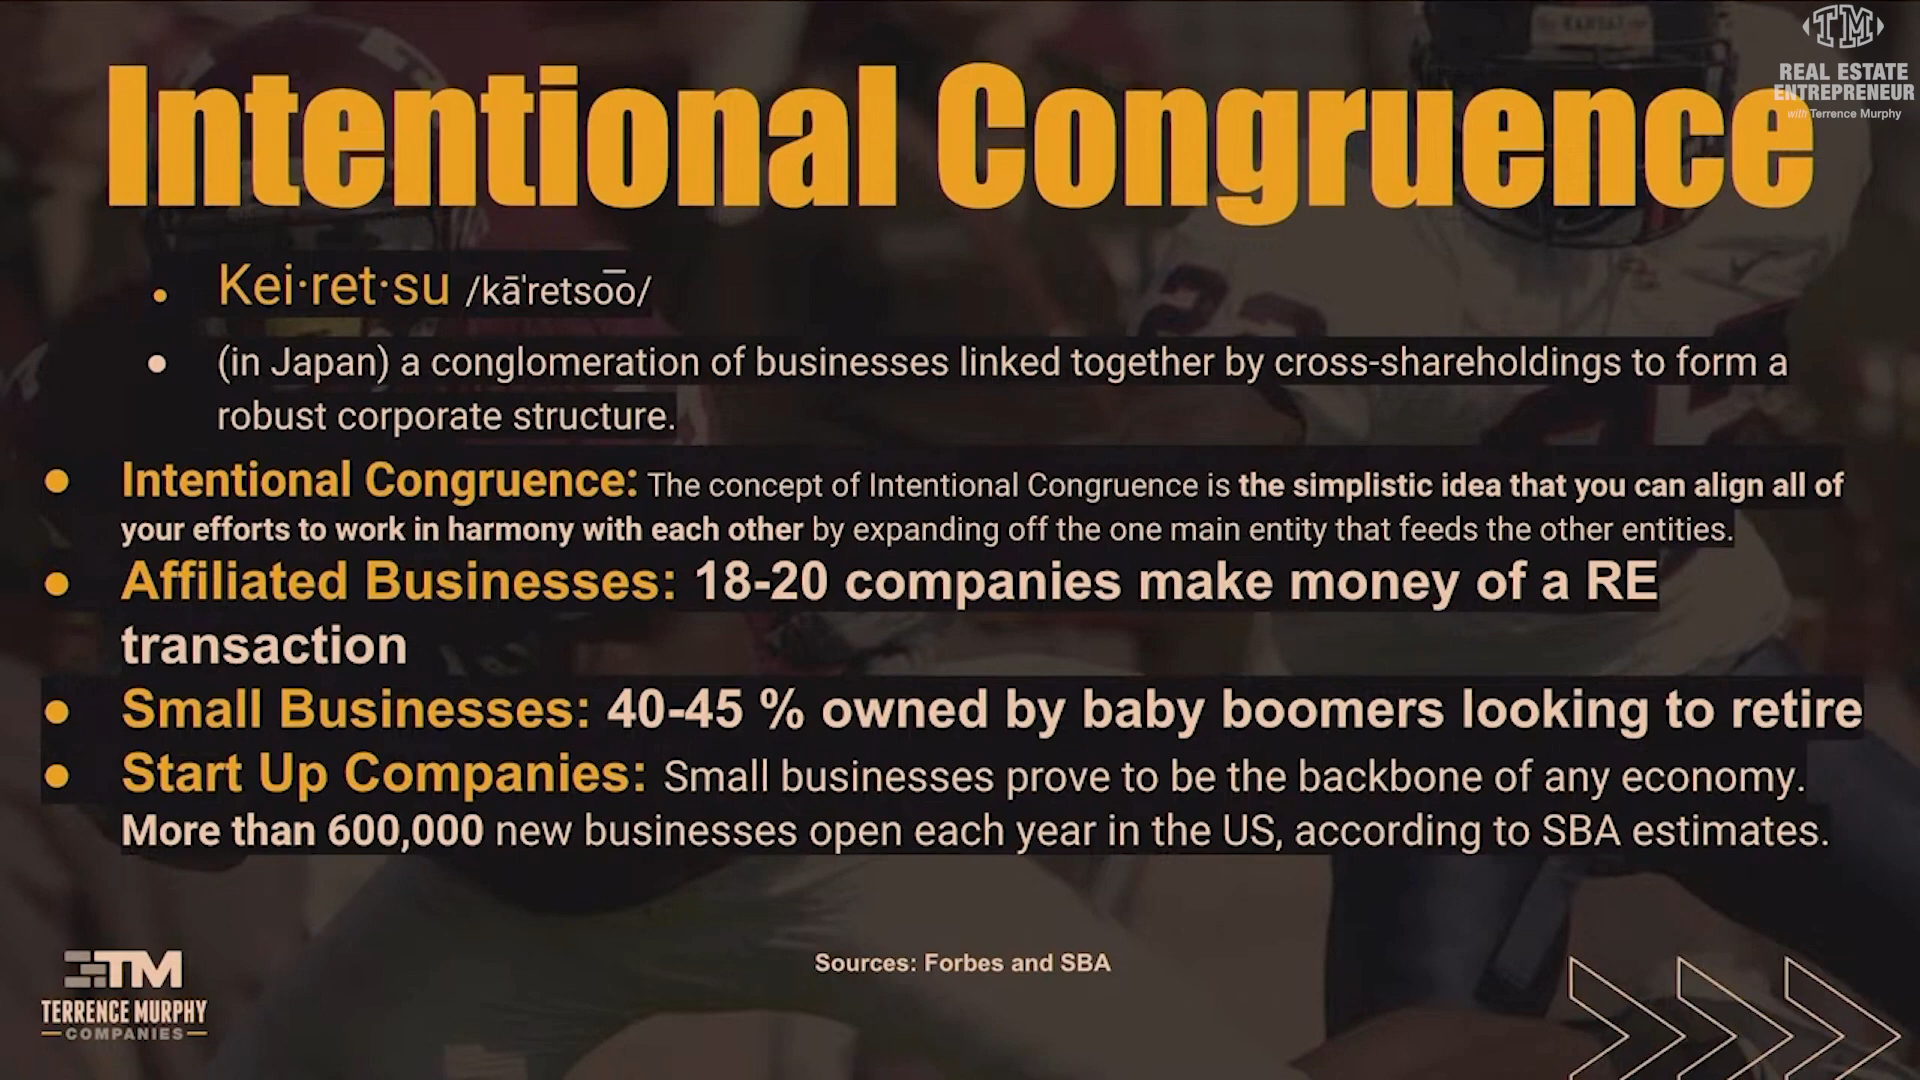 TM
REAL ESTATE
ENTREPRENEUR
with Terrence Murphy
Intentional Congruence
• Kei·ret·su /kāˈretso͞o/
• (in Japan) a conglomeration of businesses linked together by cross-shareholdings to form a
robust corporate structure.
• Intentional Congruence: The concept of Intentional Congruence is the simplistic idea that you can align all of
your efforts to work in harmony with each other by expanding off the one main entity that feeds the other entities.
• Affiliated Businesses: 18-20 companies make money of a RE
transaction
• Small Businesses: 40-45 % owned by baby boomers looking to retire
• Start Up Companies: Small businesses prove to be the backbone of any economy.
More than 600,000 new businesses open each year in the US, according to SBA estimates.
Sources: Forbes and SBA
TM
TERRENCE MURPHY
COMPANIES